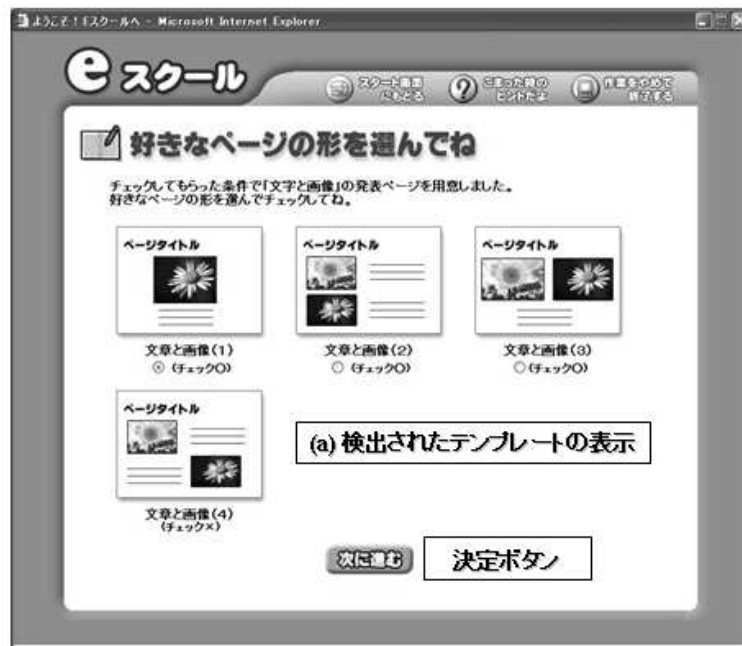 ようこそ！Eスクールへ - Microsoft Internet Explorer
eスクール
スタート画面にもどる
こまった時のヒントだよ
作業をやめて終了する
好きなページの形を選んでね
チェックしてもらった条件で「文字と画像」の発表ページを用意しました。
好きなページの形を選んでチェックしてね。
ページタイトル
ページタイトル
ページタイトル
文章と画像(1)
文章と画像(2)
文章と画像(3)
(チェック〇)
(チェック〇)
(チェック〇)
ページタイトル
(a) 検出されたテンプレートの表示
文章と画像(4)
(チェック×)
次に進む
決定ボタン